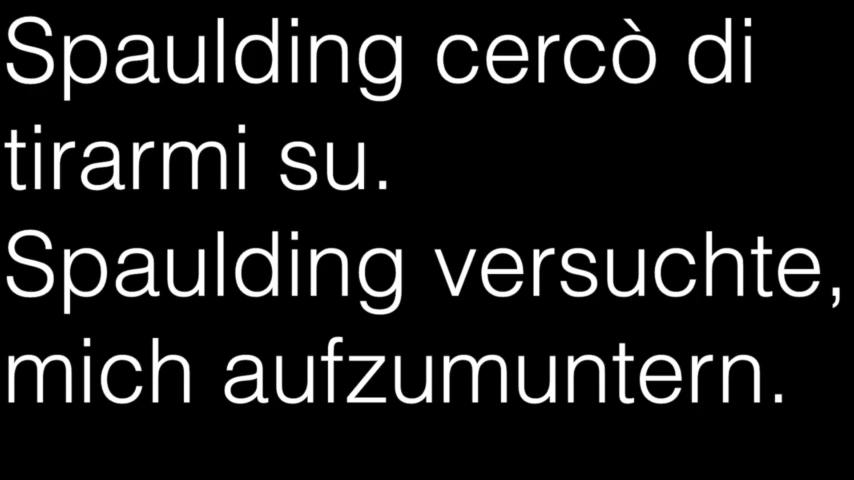 Spaulding cercò di
tirarmi su.
Spaulding versuchte,
mich aufzumuntern.